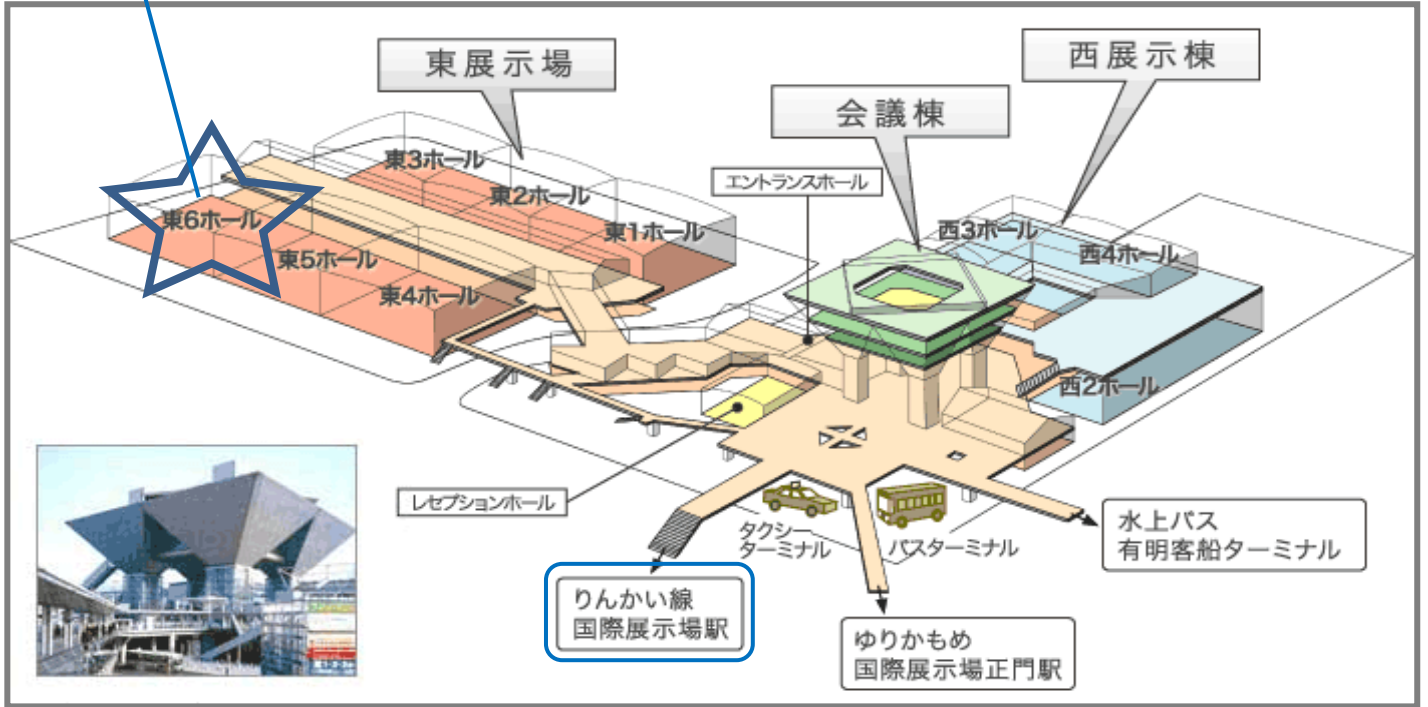 東展示場
西展示棟
会議棟
エントランスホール
東3ホール
東2ホール
東1ホール
東6ホール
東5ホール
東4ホール
西3ホール
西4ホール
西2ホール
レセプションホール
タクシー
ターミナル
バスターミナル
水上バス
有明客船ターミナル
りんかい線
国際展示場駅
ゆりかもめ
国際展示場正門駅